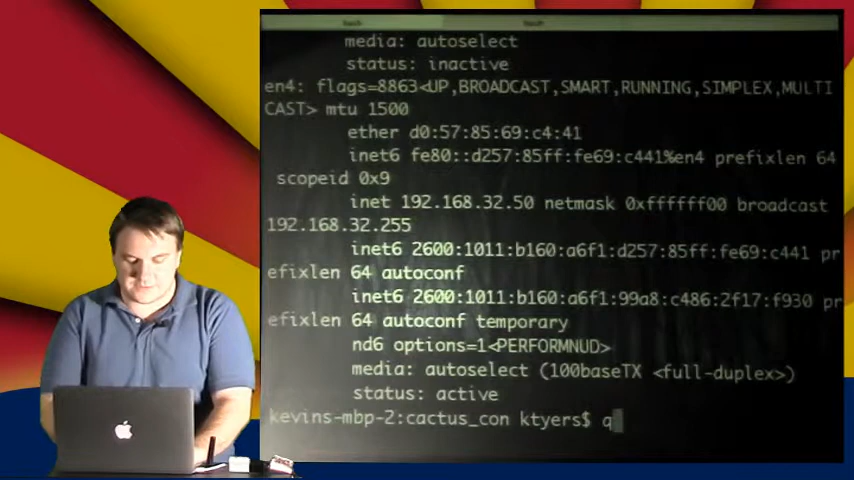 media: autoselect
status: inactive
en4: flags=8863<UP,BROADCAST,SMART,RUNNING,SIMPLEX,MULTI
CAST> mtu 1500
ether d0:57:85:69:c4:41
inet6 fe80::d257:85ff:fe69:c441%en4 prefixlen 64
scopeid 0x9
inet 192.168.32.50 netmask 0xffffff00 broadcast
192.168.32.255
inet6 2600:1011:b160:a6f1:d257:85ff:fe69:c441 pr
efixlen 64 autoconf
inet6 2600:1011:b160:a6f1:99a8:c486:2f17:f930 pr
efixlen 64 autoconf temporary
nd6 options=1<PERFORMNUD>
media: autoselect (100baseTX <full-duplex>)
status: active
kevins-mbp-2:cactus_con ktyers$ q